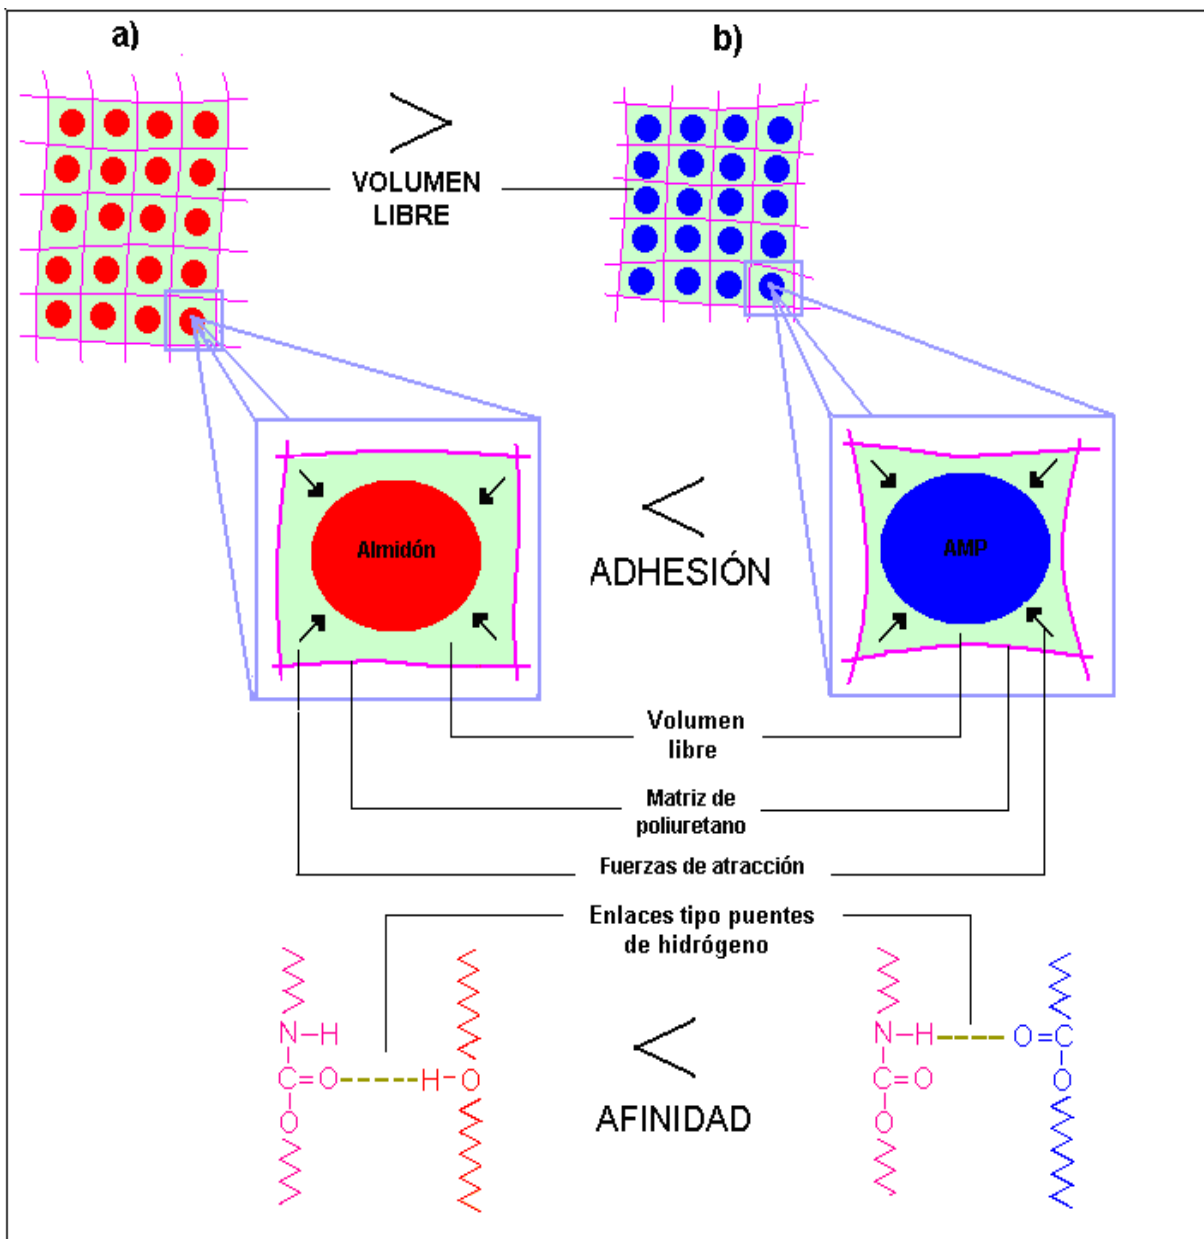 a)
b)
>
VOLUMEN
LIBRE
Almidón
<
ADHESIÓN
AMP
Volumen
libre
Matriz de
poliuretano
Fuerzas de atracción
Enlaces tipo puentes
de hidrógeno
N-H
C=O
H-O
O
<
AFINIDAD
N-H
O=C
C=O
O
O